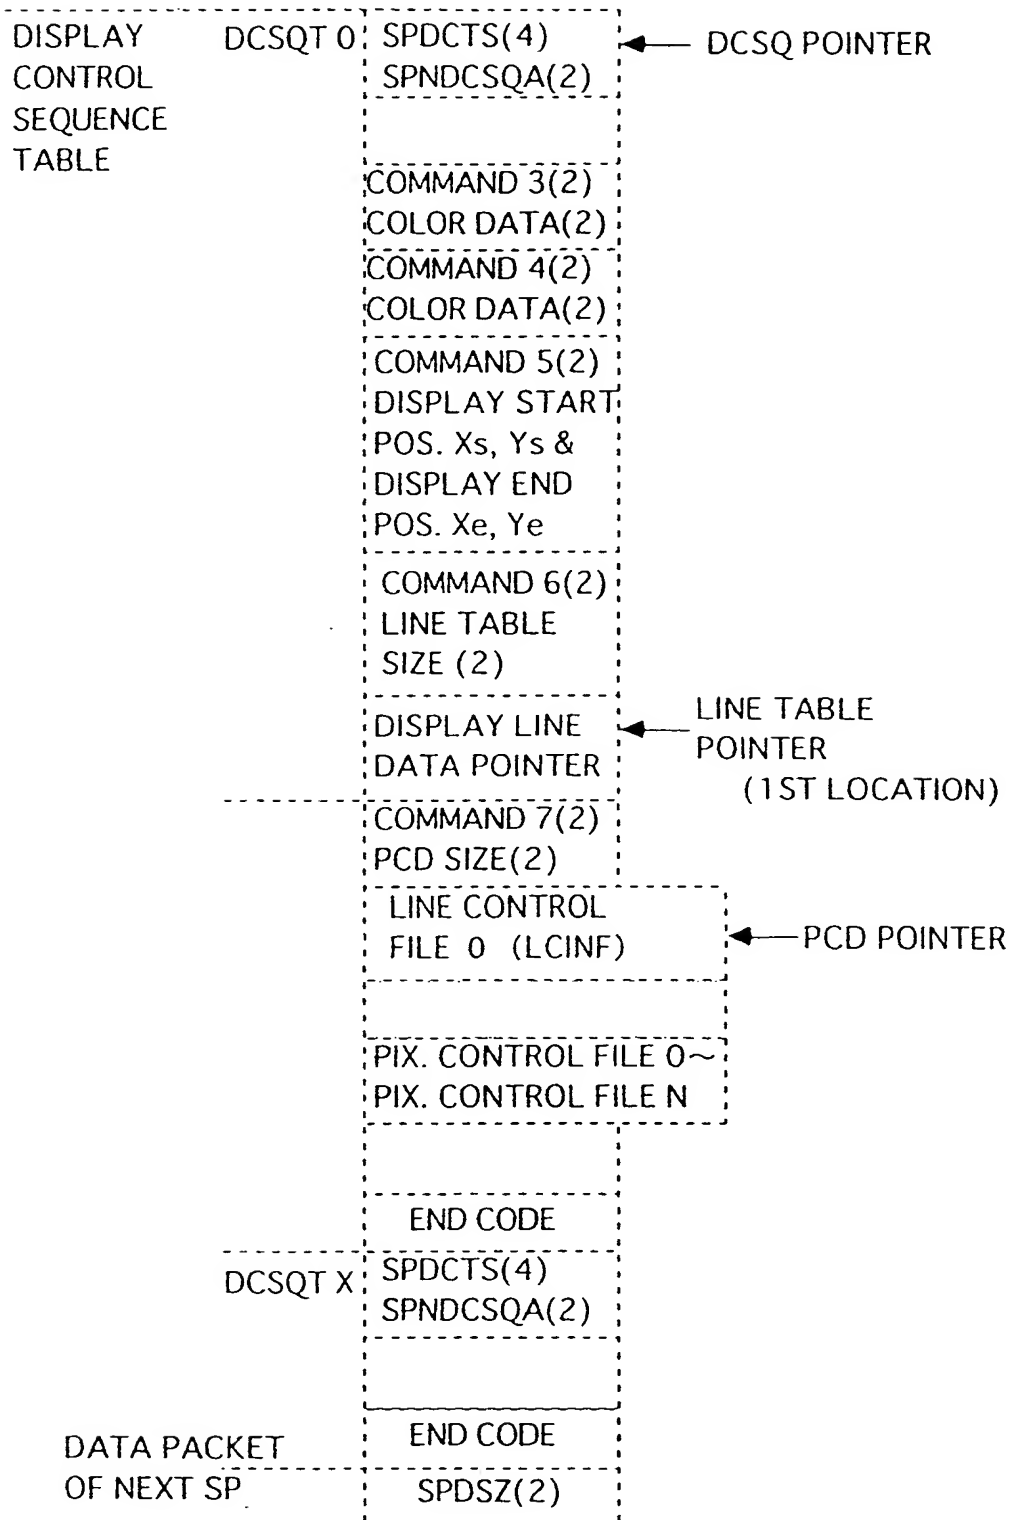 DISPLAY
CONTROL
SEQUENCE
TABLE
DCSQT 0
SPDCTS(4)
SPNDCSQA(2)
DCSQ POINTER
COMMAND 3(2)
COLOR DATA(2)
COMMAND 4(2)
COLOR DATA(2)
COMMAND 5(2)
DISPLAY START
POS. Xs, Ys &
DISPLAY END
POS. Xe, Ye
COMMAND 6(2)
LINE TABLE
SIZE (2)
DISPLAY LINE
DATA POINTER
LINE TABLE
POINTER
(1ST LOCATION)
COMMAND 7(2)
PCD SIZE(2)
LINE CONTROL
FILE 0 (LCINF)
PCD POINTER
PIX. CONTROL FILE 0~
PIX. CONTROL FILE N
END CODE
DCSQT X
SPDCTS(4)
SPNDCSQA(2)
END CODE
DATA PACKET
OF NEXT SP
SPDSZ(2)